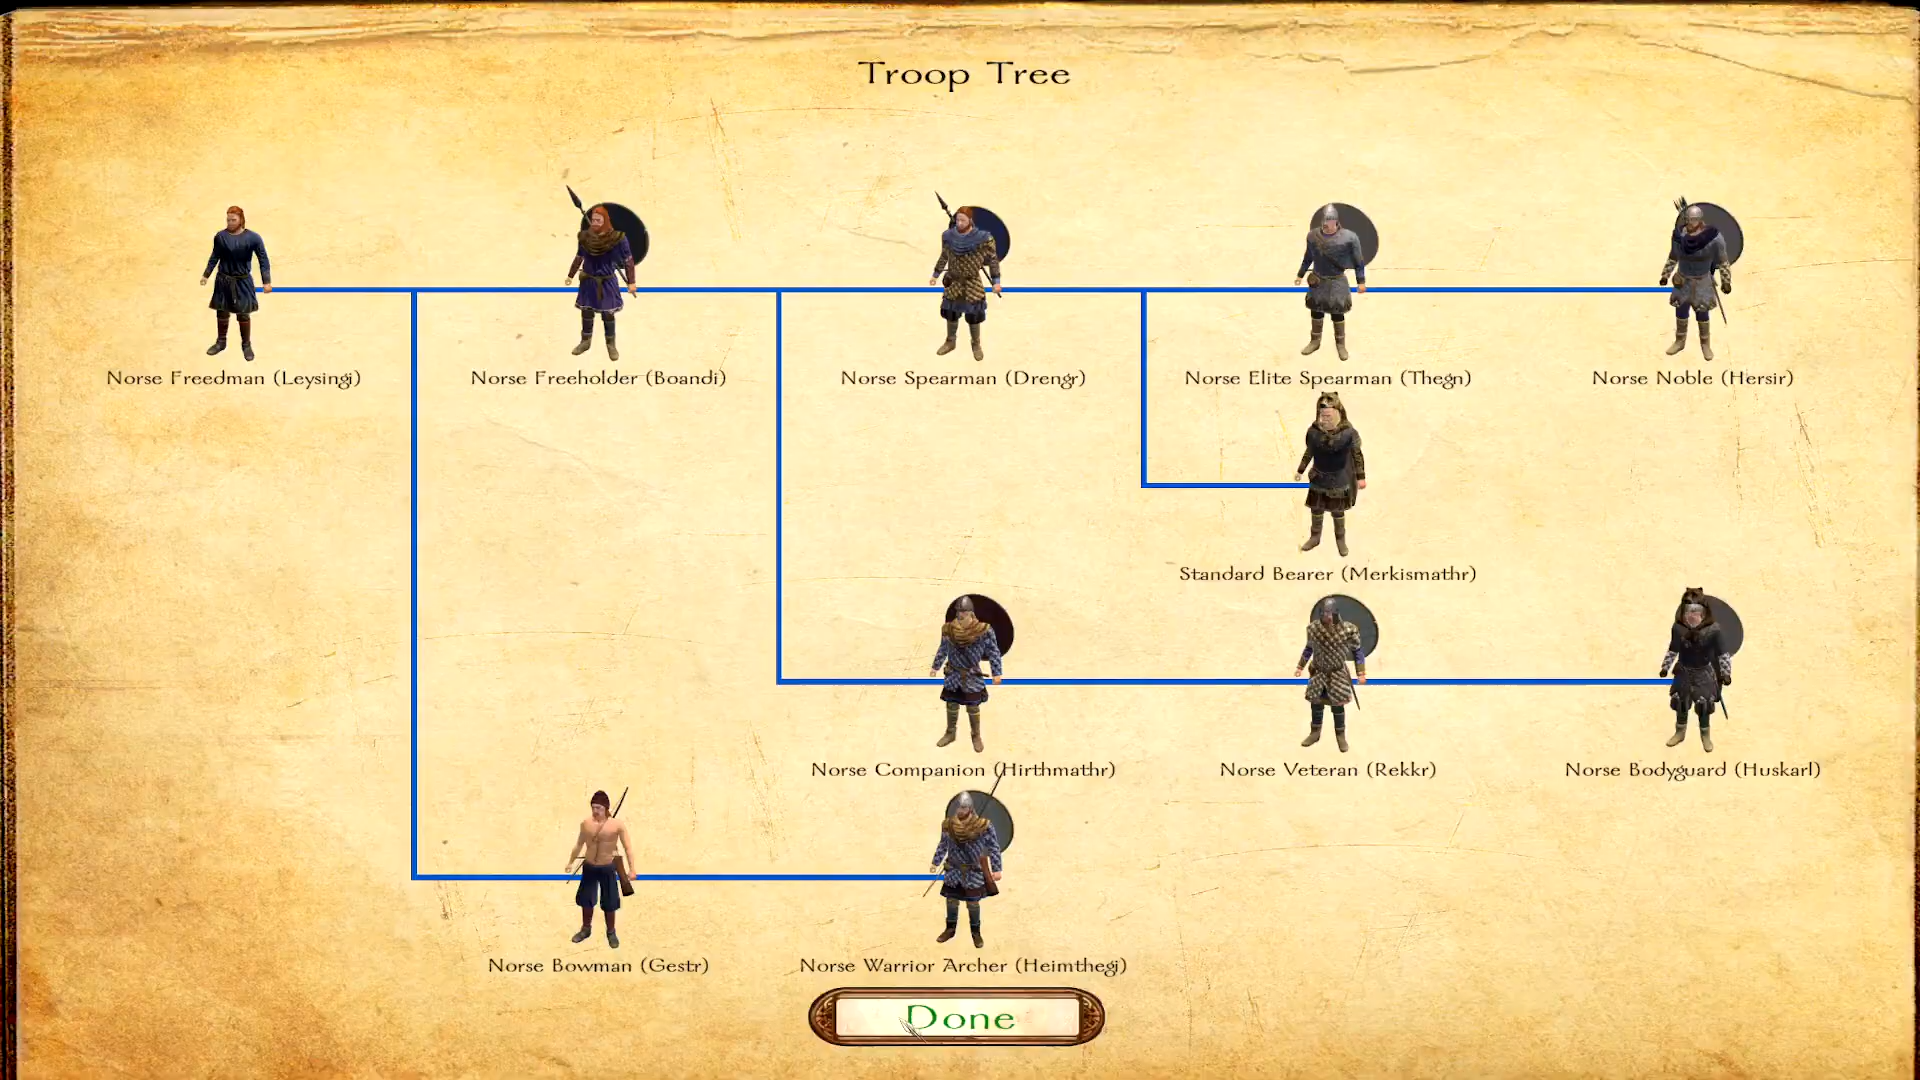 Troop Tree
Norse Freedman (Leysingi)
Norse Freeholder (Boandi)
Norse Spearman (Drengr)
Norse Elite Spearman (Thegn)
Norse Noble (Hersir)
Standard Bearer (Merkismathr)
Norse Companion (Hirthmathr)
Norse Veteran (Rekkr)
Norse Bodyguard (Huskarl)
Norse Bowman (Gestr)
Norse Warrior Archer (Heimthegi)
Done